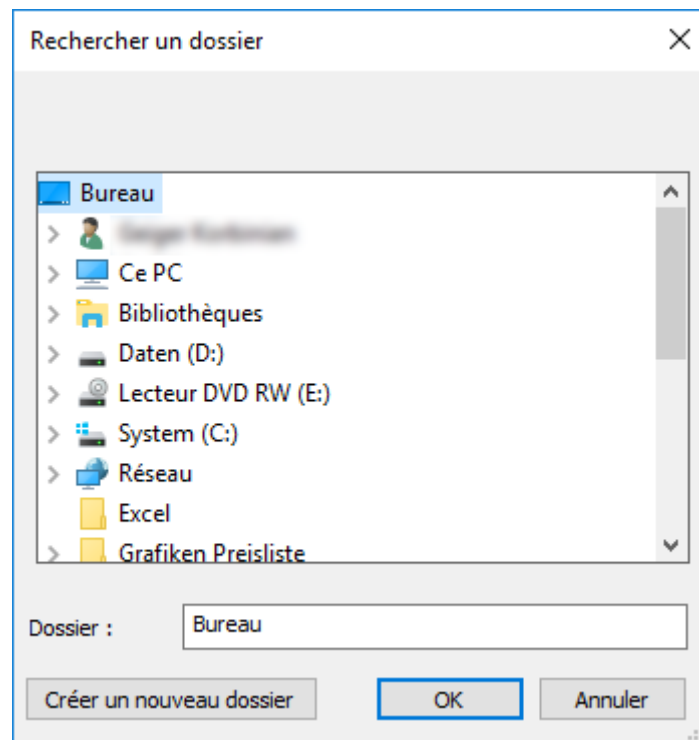 Rechercher un dossier
Bureau
Ce PC
Bibliothèques
Daten (D:)
Lecteur DVD RW (E:)
System (C:)
Réseau
Excel
Grafiken Preisliste
Dossier :
Bureau
Créer un nouveau dossier
OK
Annuler